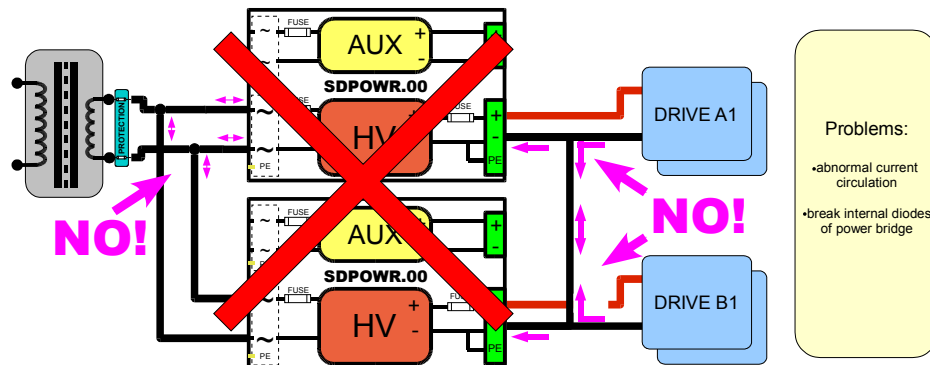 FUSE
~
AUX
+
-
+
~
SDPOWR.00
PROTECTION
~
FUSE
HV
+
-
PE
DRIVE A1
~
PE
NO!
NO!
~
FUSE
AUX
+
-
+
~
-
PE
SDPOWR.00
FUSE
~
HV
+
-
FUSE
PE
DRIVE B1
~
PE
Problems:
•abnormal current
circulation
•break internal diodes
of power bridge